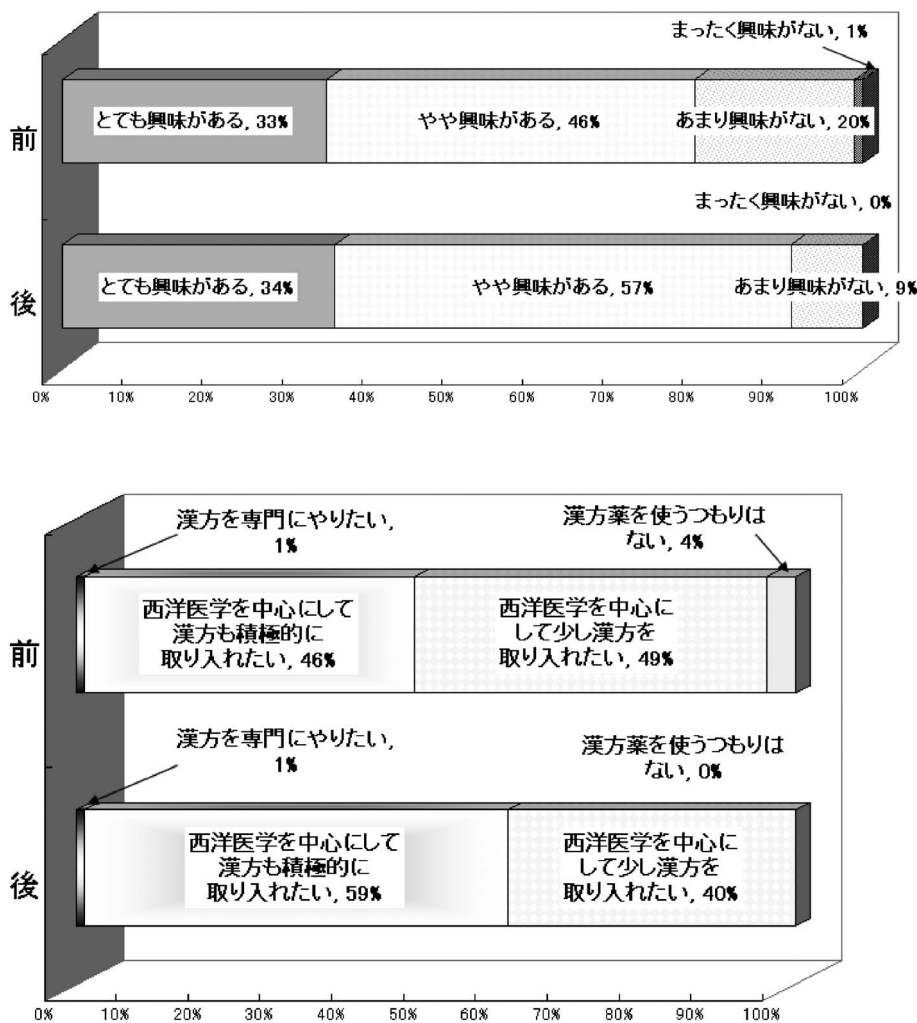 まったく興味がない, 1%
前
とても興味がある, 33%
やや興味がある, 46%
あまり興味がない, 20%
まったく興味がない, 0%
後
とても興味がある, 34%
やや興味がある, 57%
あまり興味がない, 9%
0% 10% 20% 30% 40% 50% 60% 70% 80% 90% 100%
漢方を専門にやりたい,
1%
漢方薬を使うつもりは
ない, 4%
前
西洋医学を中心にして
漢方も積極的に
取り入れたい, 46%
西洋医学を中心に
して少し漢方を
取り入れたい, 49%
漢方を専門にやりたい,
1%
漢方薬を使うつもりは
ない, 0%
後
西洋医学を中心にして
漢方も積極的に
取り入れたい, 59%
西洋医学を中心に
して少し漢方を
取り入れたい, 40%
0% 10% 20% 30% 40% 50% 60% 70% 80% 90% 100%